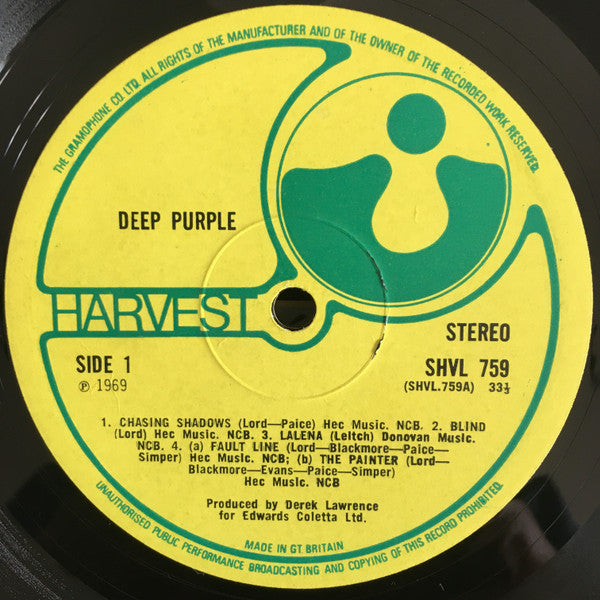 THE GRAMOPHONE CO. LTD. ALL RIGHTS OF THE MANUFACTURER AND OF THE OWNER OF THE RECORDED WORK RESERVED.
DEEP PURPLE
HARVEST
STEREO
SIDE 1
SHVL 759
℗ 1969
(SHVL.759A) 33⅓
1. CHASING SHADOWS (Lord—Paice) Hec Music. NCB. 2. BLIND
(Lord) Hec Music. NCB. 3. LALENA (Leitch) Donovan Music.
NCB. 4. (a) FAULT LINE (Lord—Blackmore—Paice—
Simper) Hec Music. NCB; (b) THE PAINTER (Lord—
Blackmore—Evans—Paice—Simper)
Hec Music. NCB
Produced by Derek Lawrence
for Edwards Coletta Ltd.
MADE IN GT BRITAIN
UNAUTHORISED PUBLIC PERFORMANCE BROADCASTING AND COPYING OF THIS RECORD PROHIBITED.